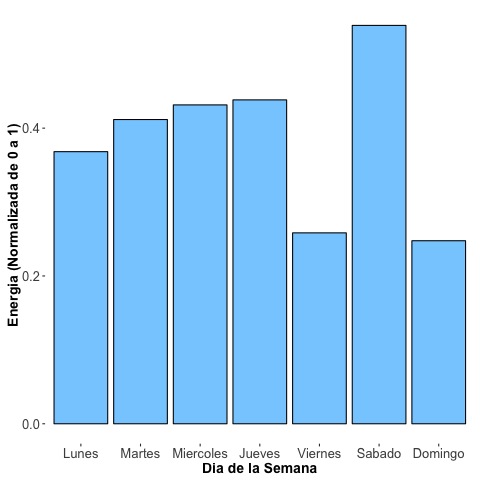 Energia (Normalizada de 0 a 1)
0.4
0.2
0.0
Lunes Martes Miercoles Jueves Viernes Sabado Domingo
Dia de la Semana